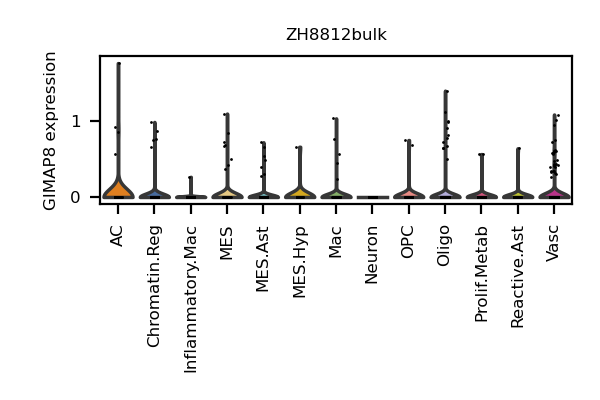 ZH8812bulk
GIMAP8 expression
1
0
AC
Chromatin.Reg
Inflammatory.Mac
MES
MES.Ast
MES.Hyp
Mac
Neuron
OPC
Oligo
Prolif.Metab
Reactive.Ast
Vasc